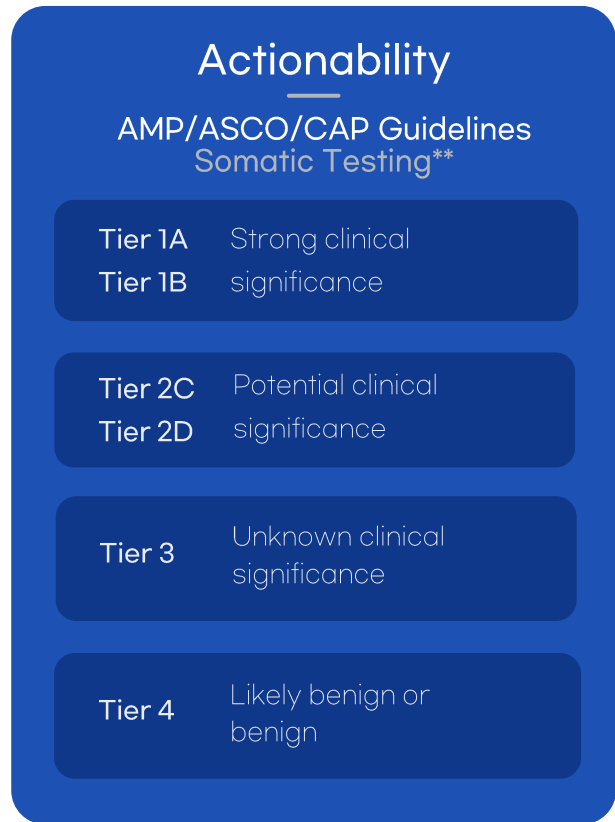 Actionability
AMP/ASCO/CAP Guidelines
Somatic Testing**
Tier 1A Strong clinical
Tier 1B significance
Tier 2C Potential clinical
Tier 2D significance
Tier 3 Unknown clinical
significance
Tier 4 Likely benign or
benign